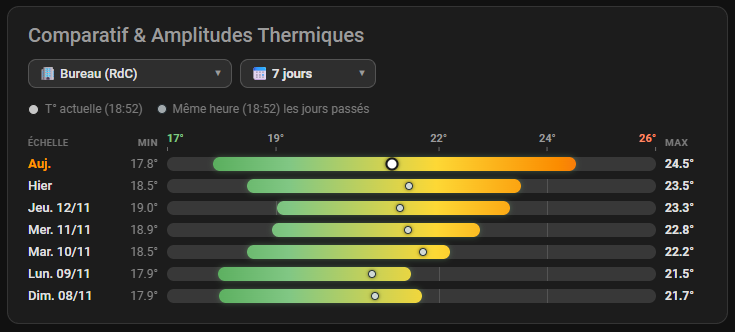 Comparatif & Amplitudes Thermiques
Bureau (RdC) ▼ 7 jours ▼
T° actuelle (18:52) Même heure (18:52) les jours passés
ÉCHELLE MIN 17° 19° 22° 24° 26° MAX
Auj. 17.8° 24.5°
Hier 18.5° 23.5°
Jeu. 12/11 19.0° 23.3°
Mer. 11/11 18.9° 22.8°
Mar. 10/11 18.5° 22.2°
Lun. 09/11 17.9° 21.5°
Dim. 08/11 17.9° 21.7°